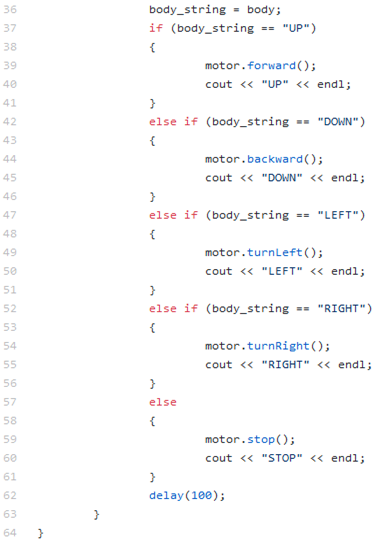 36 body_string = body;
37 if (body_string == "UP")
38 {
39 motor.forward();
40 cout << "UP" << endl;
41 }
42 else if (body_string == "DOWN")
43 {
44 motor.backward();
45 cout << "DOWN" << endl;
46 }
47 else if (body_string == "LEFT")
48 {
49 motor.turnLeft();
50 cout << "LEFT" << endl;
51 }
52 else if (body_string == "RIGHT")
53 {
54 motor.turnRight();
55 cout << "RIGHT" << endl;
56 }
57 else
58 {
59 motor.stop();
60 cout << "STOP" << endl;
61 }
62 delay(100);
63 }
64 }